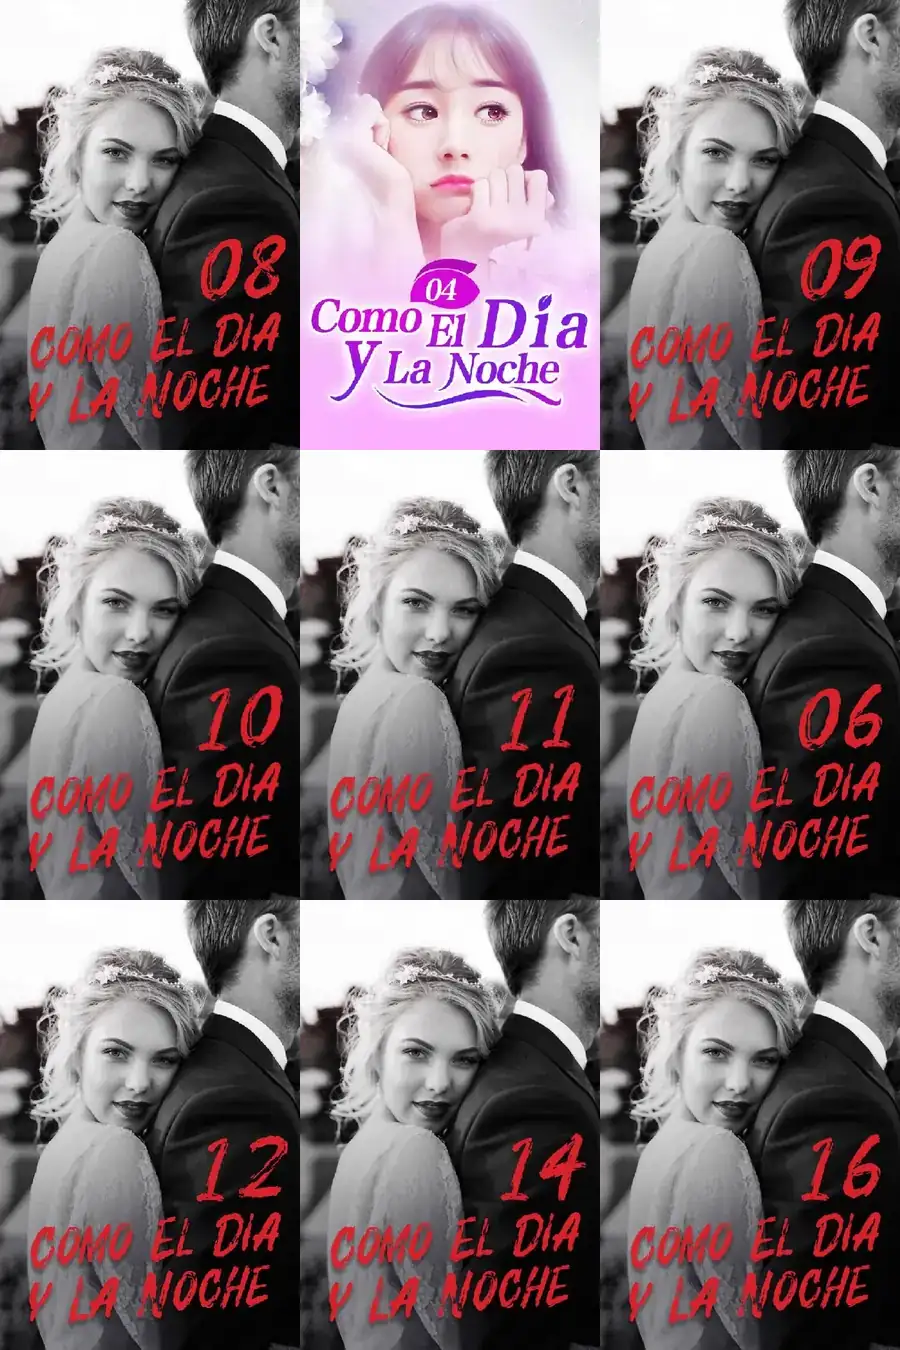 08
COMO EL DIA
Y LA NOCHE
04
Como El Día
y La Noche
09
COMO EL DIA
Y LA NOCHE
10
COMO EL DIA
Y LA NOCHE
11
COMO EL DIA
Y LA NOCHE
06
COMO EL DIA
Y LA NOCHE
12
COMO EL DIA
Y LA NOCHE
14
COMO EL DIA
Y LA NOCHE
16
COMO EL DIA
Y LA NOCHE